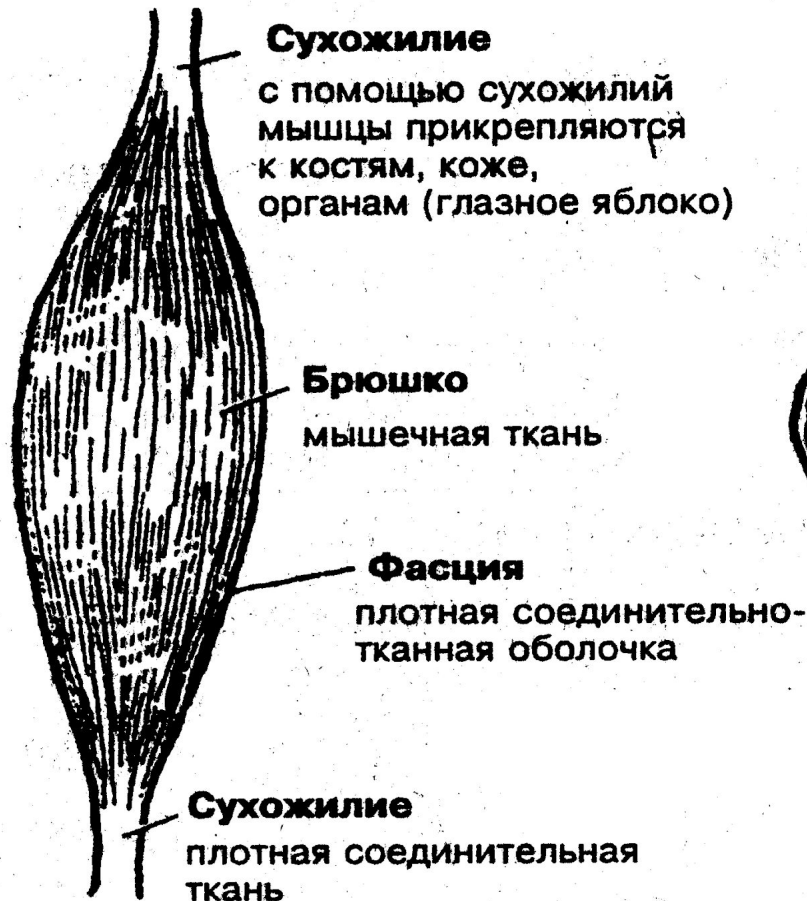 Сухожилие
с помощью сухожилий
мышцы прикрепляются
к костям, коже,
органам (глазное яблоко)
Брюшко
мышечная ткань
Фасция
плотная соединительно-
тканная оболочка
Сухожилие
плотная соединительная
ткань